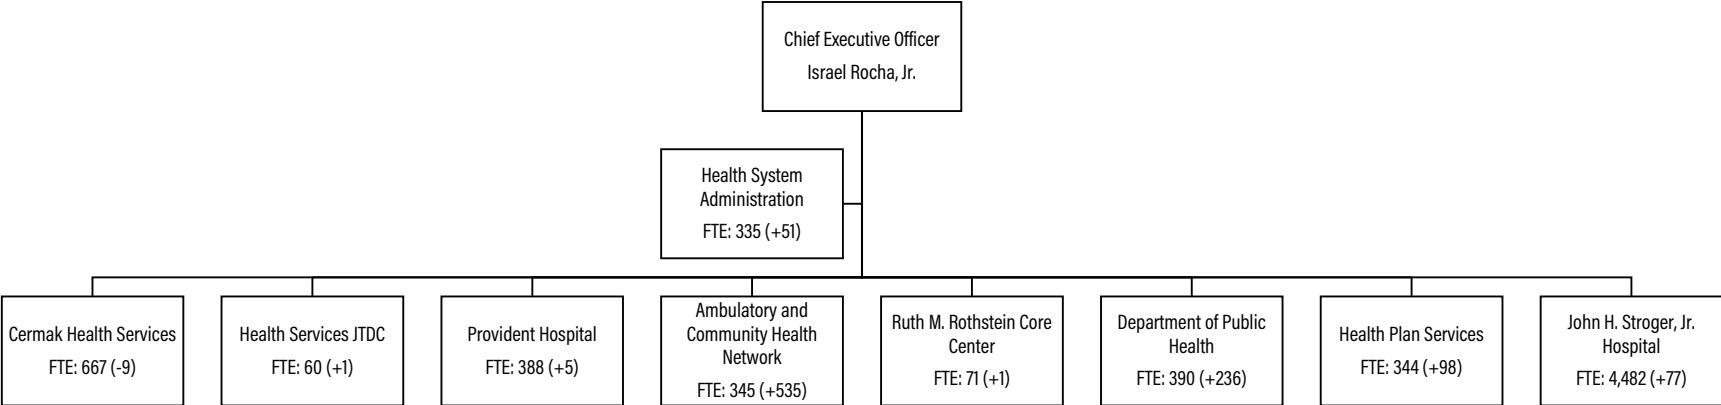 Chief Executive Officer
Israel Rocha, Jr.
Health System
Administration
FTE: 335 (+51)
Cermak Health Services
FTE: 667 (-9)
Health Services JTDC
FTE: 60 (+1)
Provident Hospital
FTE: 388 (+5)
Ambulatory and
Community Health
Network
FTE: 345 (+535)
Ruth M. Rothstein Core
Center
FTE: 71 (+1)
Department of Public
Health
FTE: 390 (+236)
Health Plan Services
FTE: 344 (+98)
John H. Stroger, Jr.
Hospital
FTE: 4,482 (+77)